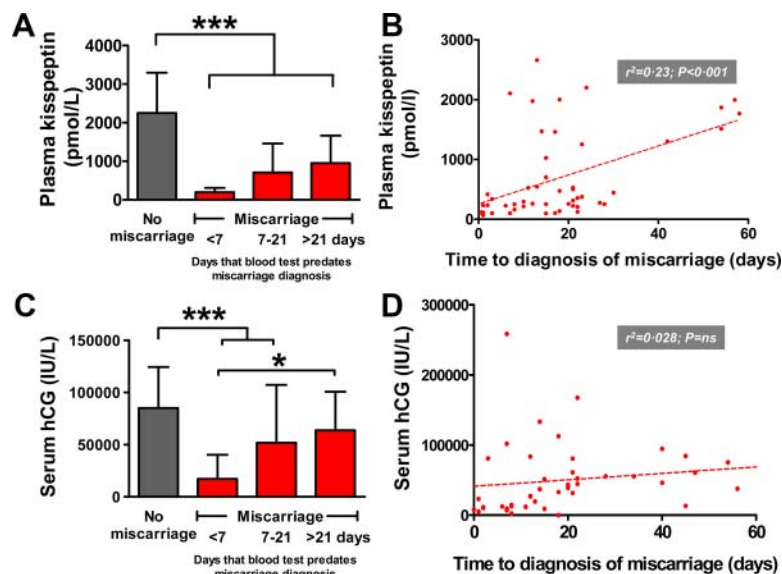 A
***
Plasma kisspeptin
(pmol/L)
4000
3000
2000
1000
0
No
miscarriage
Miscarriage
<7
7-21
>21 days
Days that blood test predates
miscarriage diagnosis
B
Plasma kisspeptin
(pmol/l)
3000
2000
1000
0
r²=0·23; P<0·001
0
20
40
60
Time to diagnosis of miscarriage (days)
C
***
*
Serum hCG (IU/L)
150000
100000
50000
0
No
miscarriage
Miscarriage
<7
7-21
>21 days
Days that blood test predates
miscarriage diagnosis
D
Serum hCG (IU/L)
300000
200000
100000
0
r²=0·028; P=ns
0
20
40
60
Time to diagnosis of miscarriage (days)